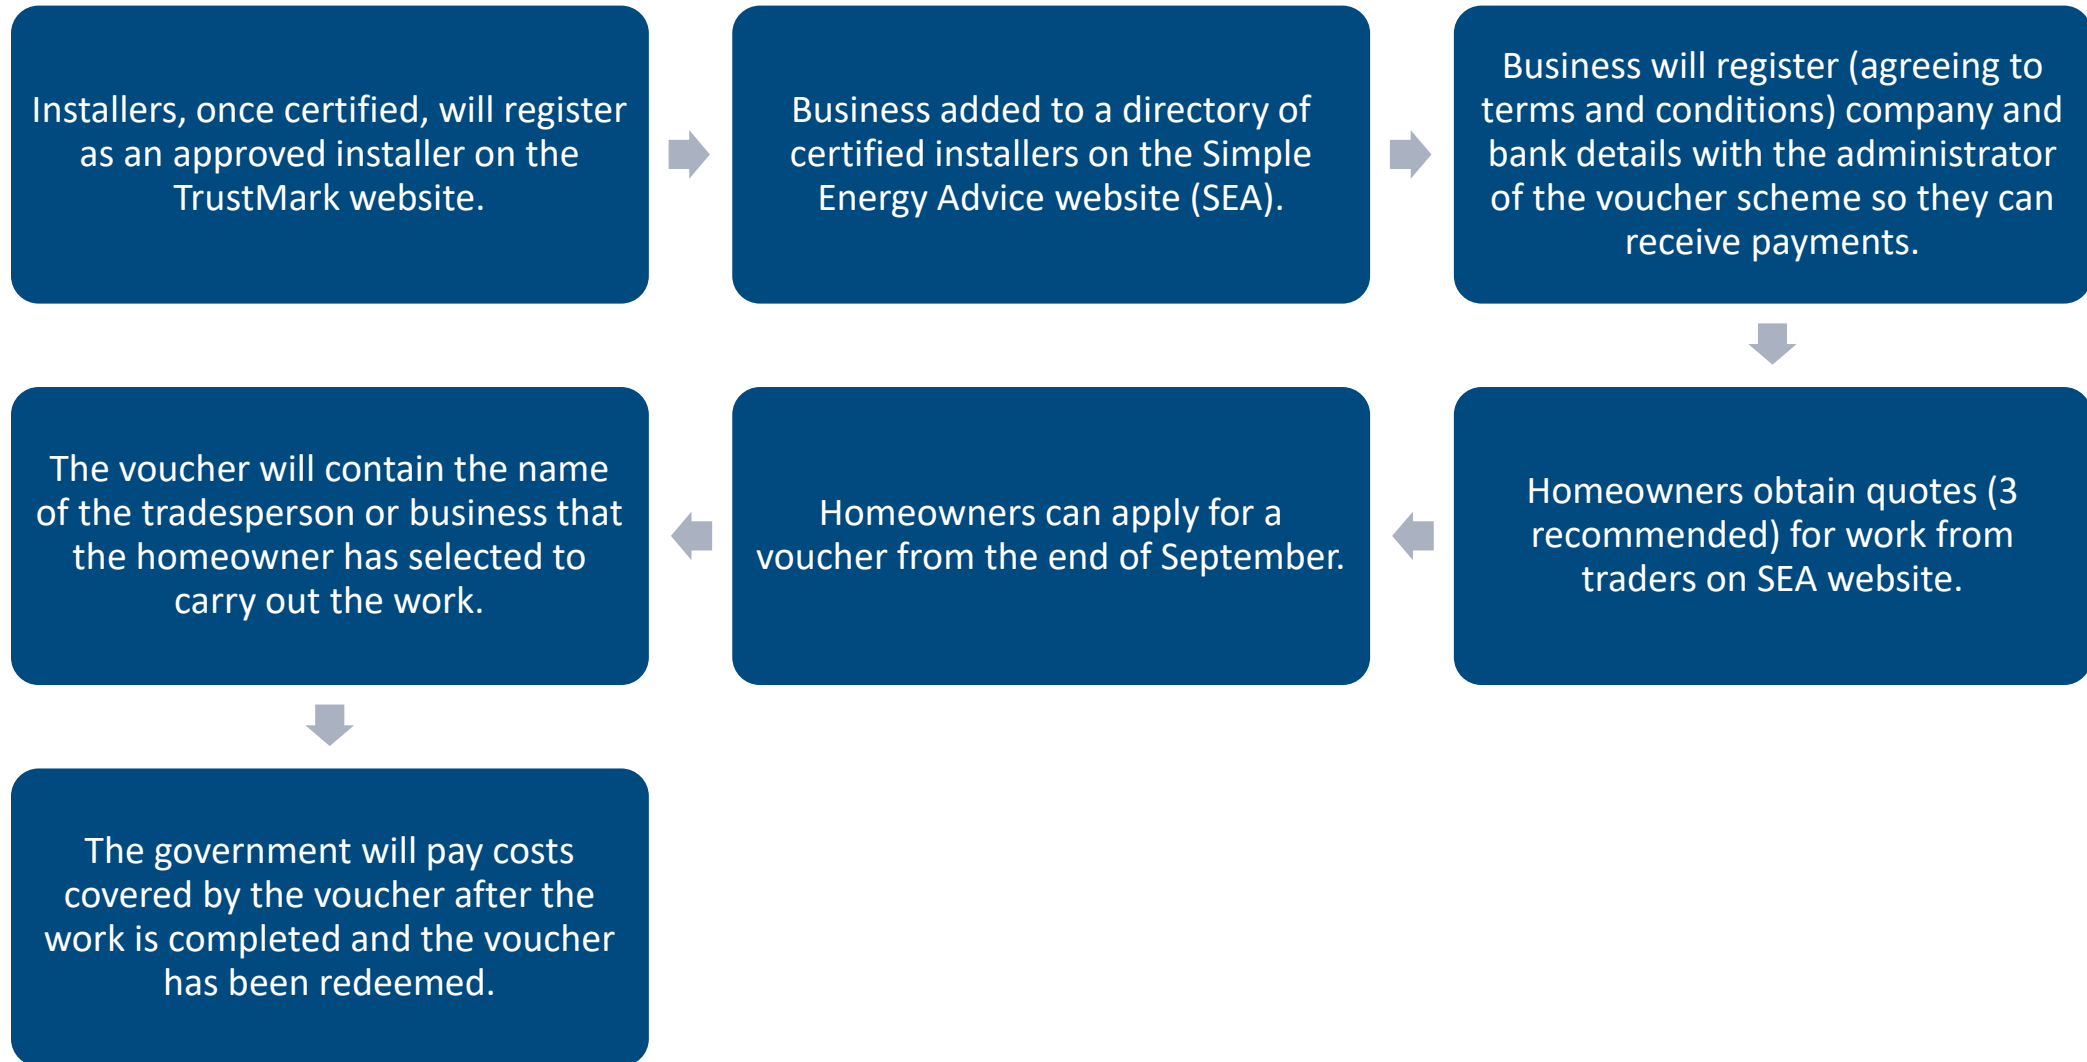 Installers, once certified, will register
as an approved installer on the
TrustMark website.
Business added to a directory of
certified installers on the Simple
Energy Advice website (SEA).
Business will register (agreeing to
terms and conditions) company and
bank details with the administrator
of the voucher scheme so they can
receive payments.
Homeowners obtain quotes (3
recommended) for work from
traders on SEA website.
Homeowners can apply for a
voucher from the end of September.
The voucher will contain the name
of the tradesperson or business that
the homeowner has selected to
carry out the work.
The government will pay costs
covered by the voucher after the
work is completed and the voucher
has been redeemed.